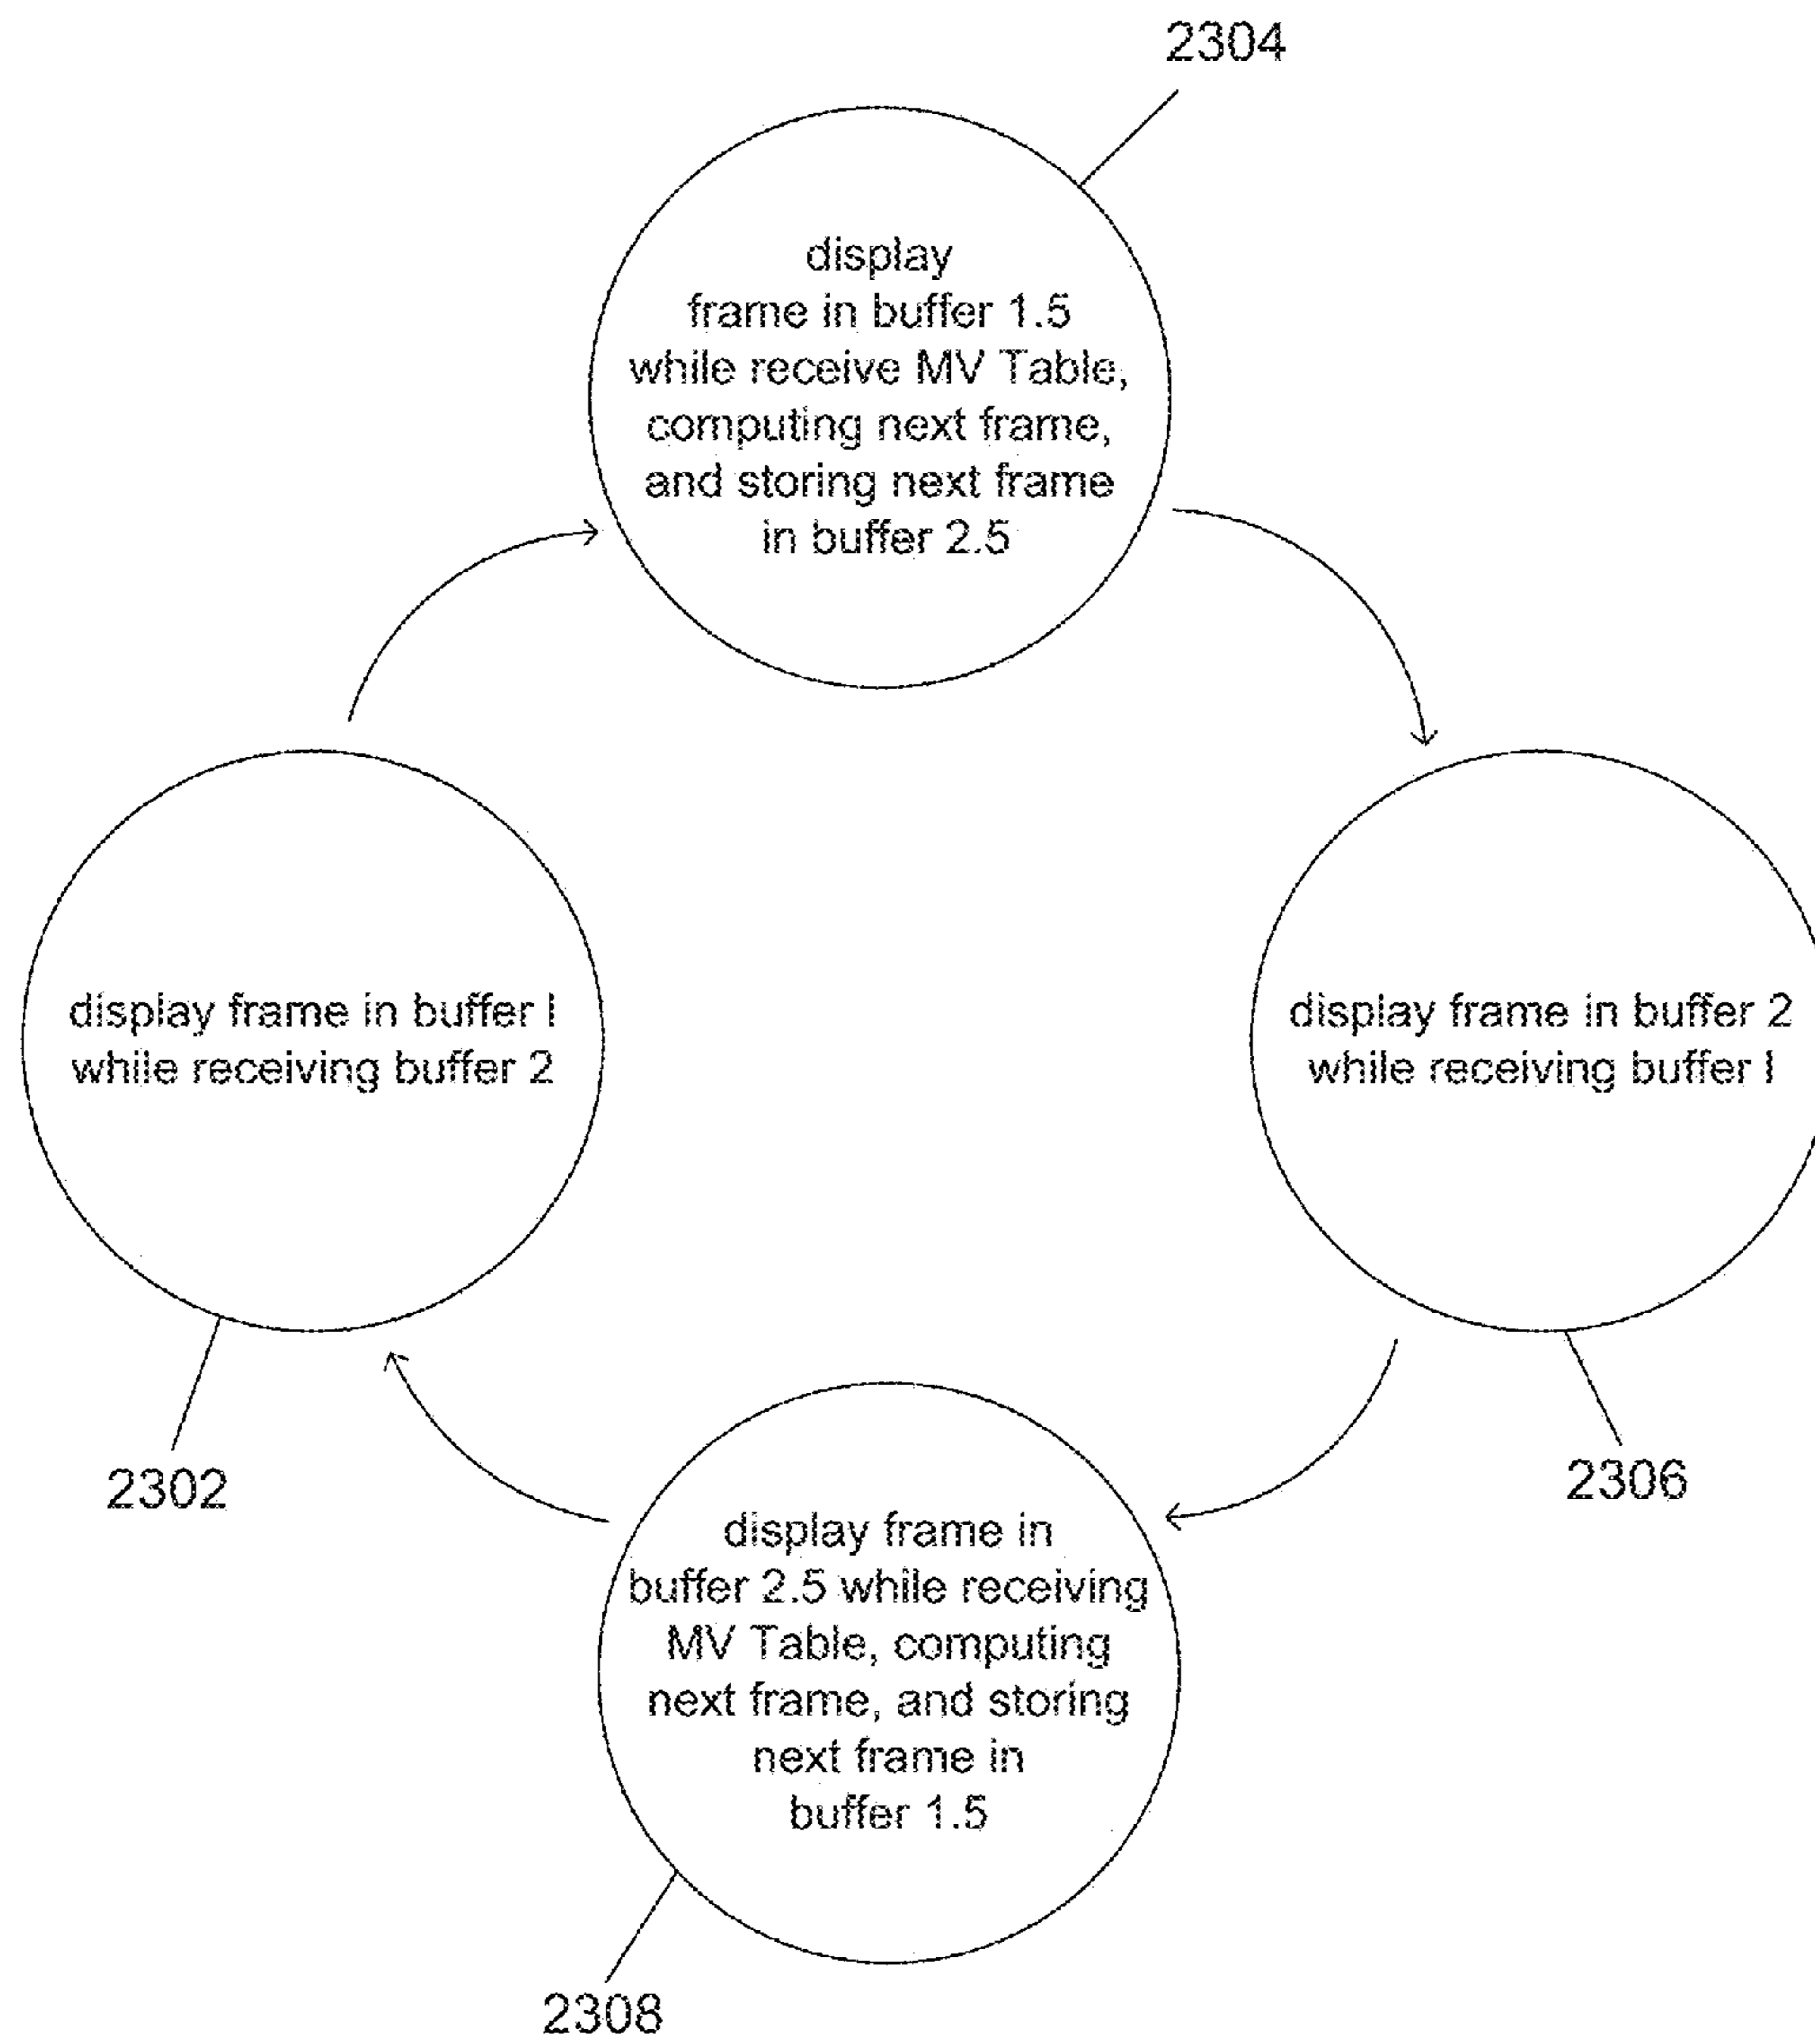 2304
display
frame in buffer 1.5
while receive MV Table,
computing next frame,
and storing next frame
in buffer 2.5
display frame in buffer I
while receiving buffer 2
display frame in buffer 2
while receiving buffer I
2302
2306
display frame in
buffer 2.5 while receiving
MV Table, computing
next frame, and storing
next frame in
buffer 1.5
2308